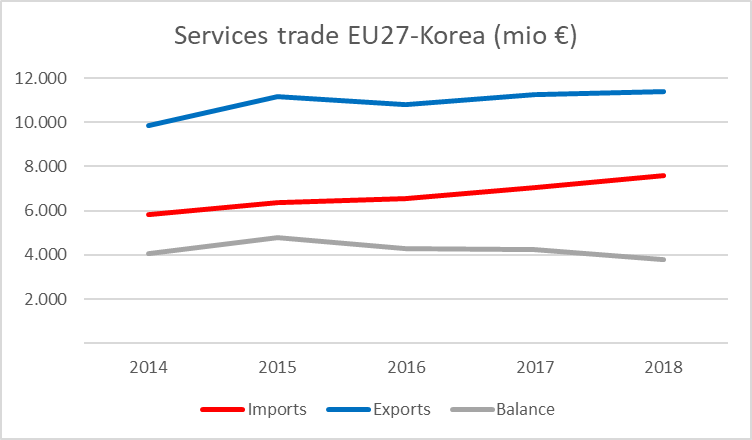 Services trade EU27-Korea (mio €)
12.000
10.000
8.000
6.000
4.000
2.000
2014 2015 2016 2017 2018
Imports Exports Balance